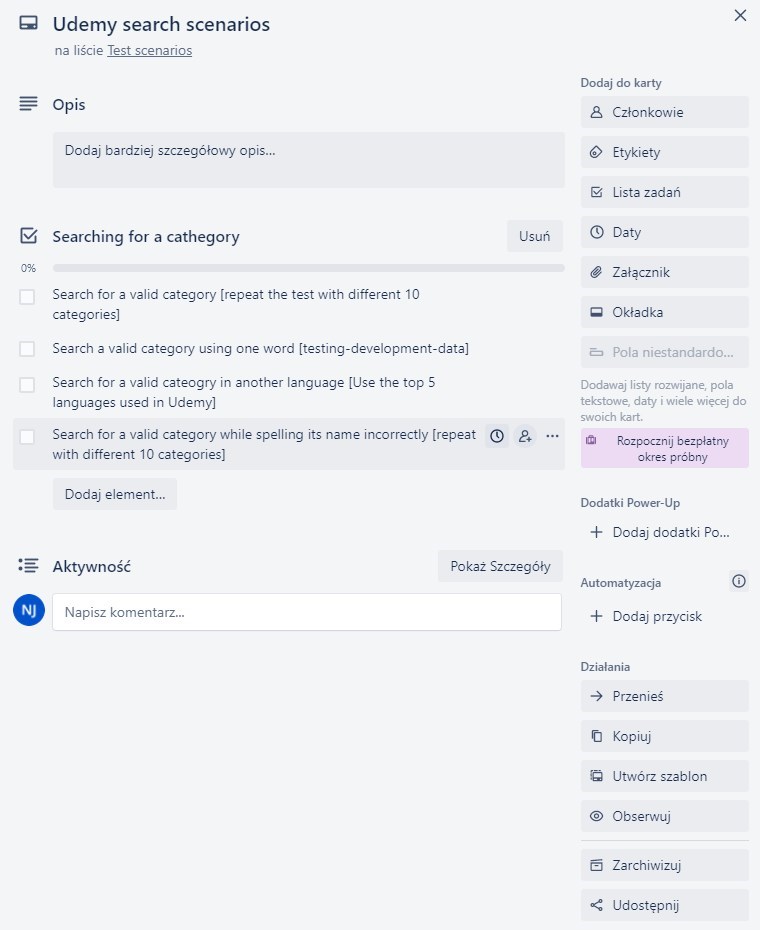 Udemy search scenarios
na liście Test scenarios
Opis
Dodaj bardziej szczegółowy opis...
Searching for a cathegory
Usuń
0%
Search for a valid category [repeat the test with different 10
categories]
Search a valid category using one word [testing-development-data]
Search for a valid cateogry in another language [Use the top 5
languages used in Udemy]
Search for a valid category while spelling its name incorrectly [repeat
with different 10 categories]
Dodaj element...
Aktywność
Pokaż Szczegóły
NJ
Napisz komentarz...
Dodaj do karty
Członkowie
Etykiety
Lista zadań
Daty
Załącznik
Okładka
Pola niestandardo...
Dodawaj listy rozwijane, pola
tekstowe, daty i wiele więcej do
swoich kart.
Rozpocznij bezpłatny
okres próbny
Dodatki Power-Up
Dodaj dodatki Po...
Automatyzacja
Dodaj przycisk
Działania
Przenieś
Kopiuj
Utwórz szablon
Obserwuj
Zarchiwizuj
Udostępnij